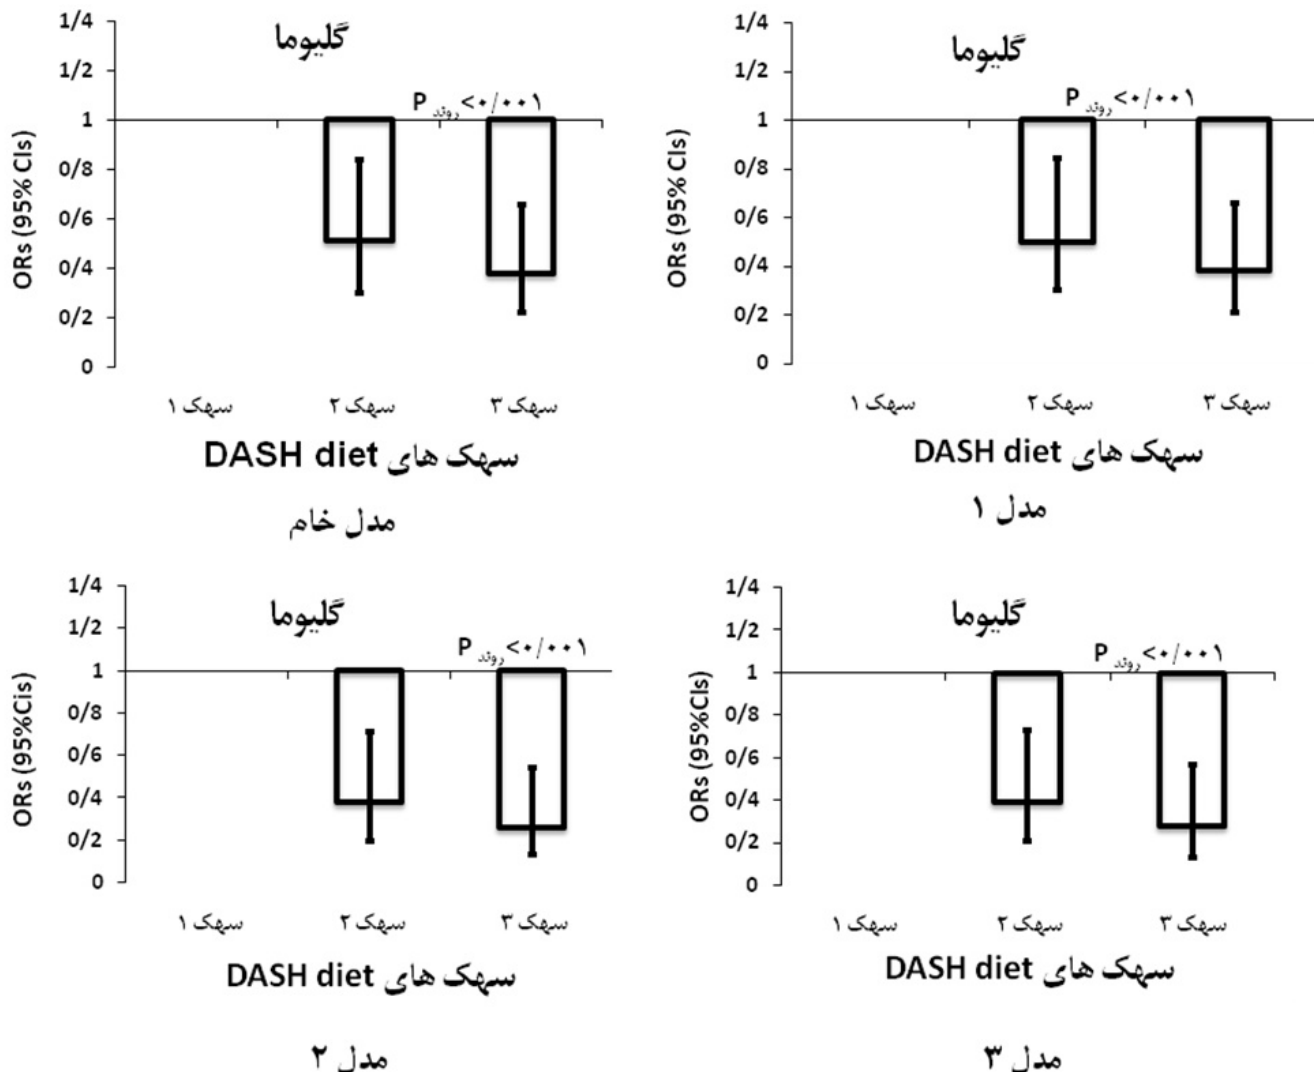 گلیوما
P روند <۰/۰۰۱
ORs (95% CIs)
1/4
1/2
1
0/8
0/6
0/4
0/2
0
سهک ۱
سهک ۲
سهک ۳
سهک های DASH diet
مدل خام
گلیوما
P روند <۰/۰۰۱
ORs (95% CIs)
1/4
1/2
1
0/8
0/6
0/4
0/2
0
سهک ۱
سهک ۲
سهک ۳
سهک های DASH diet
مدل ۱
گلیوما
P روند <۰/۰۰۱
ORs (95%Cis)
1/4
1/2
1
0/8
0/6
0/4
0/2
0
سهک ۱
سهک ۲
سهک ۳
سهک های DASH diet
مدل ۲
گلیوما
P روند <۰/۰۰۱
ORs (95%CIs)
1/4
1/2
1
0/8
0/6
0/4
0/2
0
سهک ۱
سهک ۲
سهک ۳
سهک های DASH diet
مدل ۳